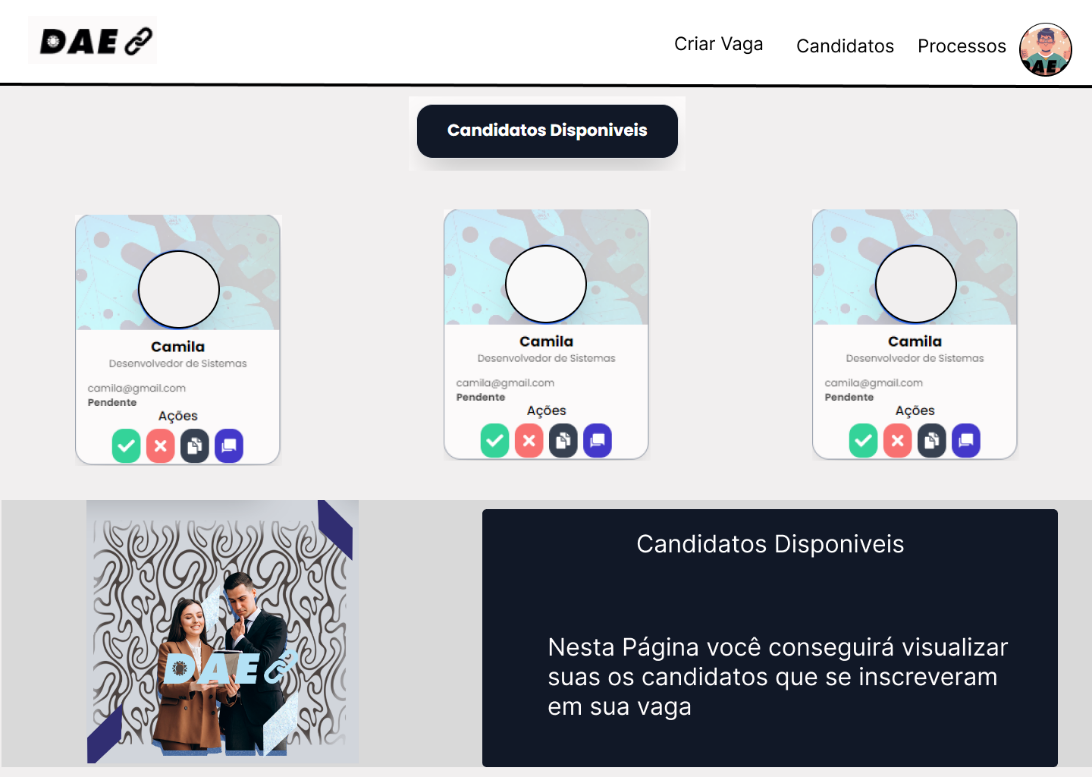 DAE
Criar Vaga
Candidatos
Processos
DAE
Candidatos Disponiveis
Camila
Desenvolvedor de Sistemas
camila@gmail.com
Pendente
Ações
Camila
Desenvolvedor de Sistemas
camila@gmail.com
Pendente
Ações
Camila
Desenvolvedor de Sistemas
camila@gmail.com
Pendente
Ações
DAE
Candidatos Disponiveis
Nesta Página você conseguirá visualizar
suas os candidatos que se inscreveram
em sua vaga